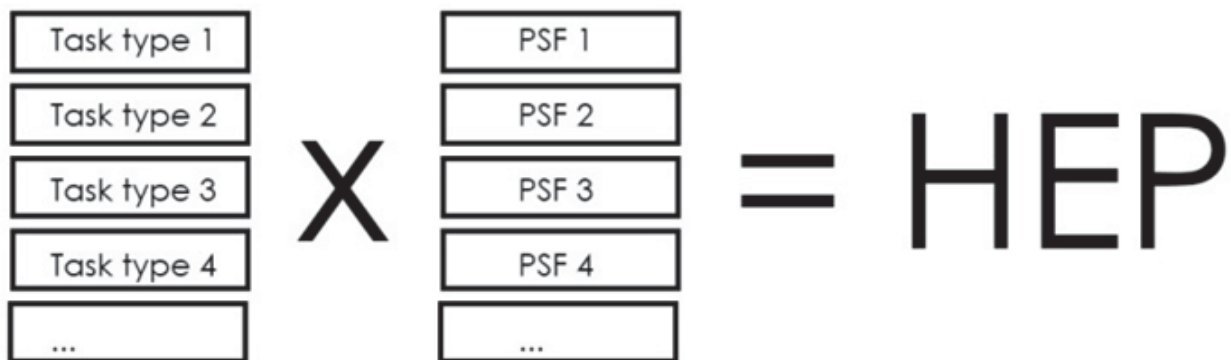 Task type 1
Task type 2
Task type 3
Task type 4
...
X
PSF 1
PSF 2
PSF 3
PSF 4
...
= HEP